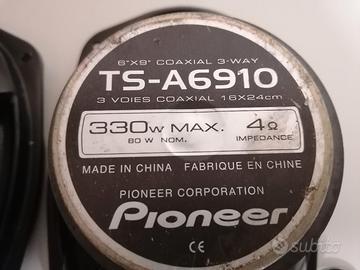 6"X9" COAXIAL 3-WAY
TS-A6910
3 VOIES COAXIAL 16X24cm
330W MAX. 4Ω
80 W NOM. IMPEDANCE
MADE IN CHINA FABRIQUE EN CHINE
PIONEER CORPORATION
Pioneer
CE
subito